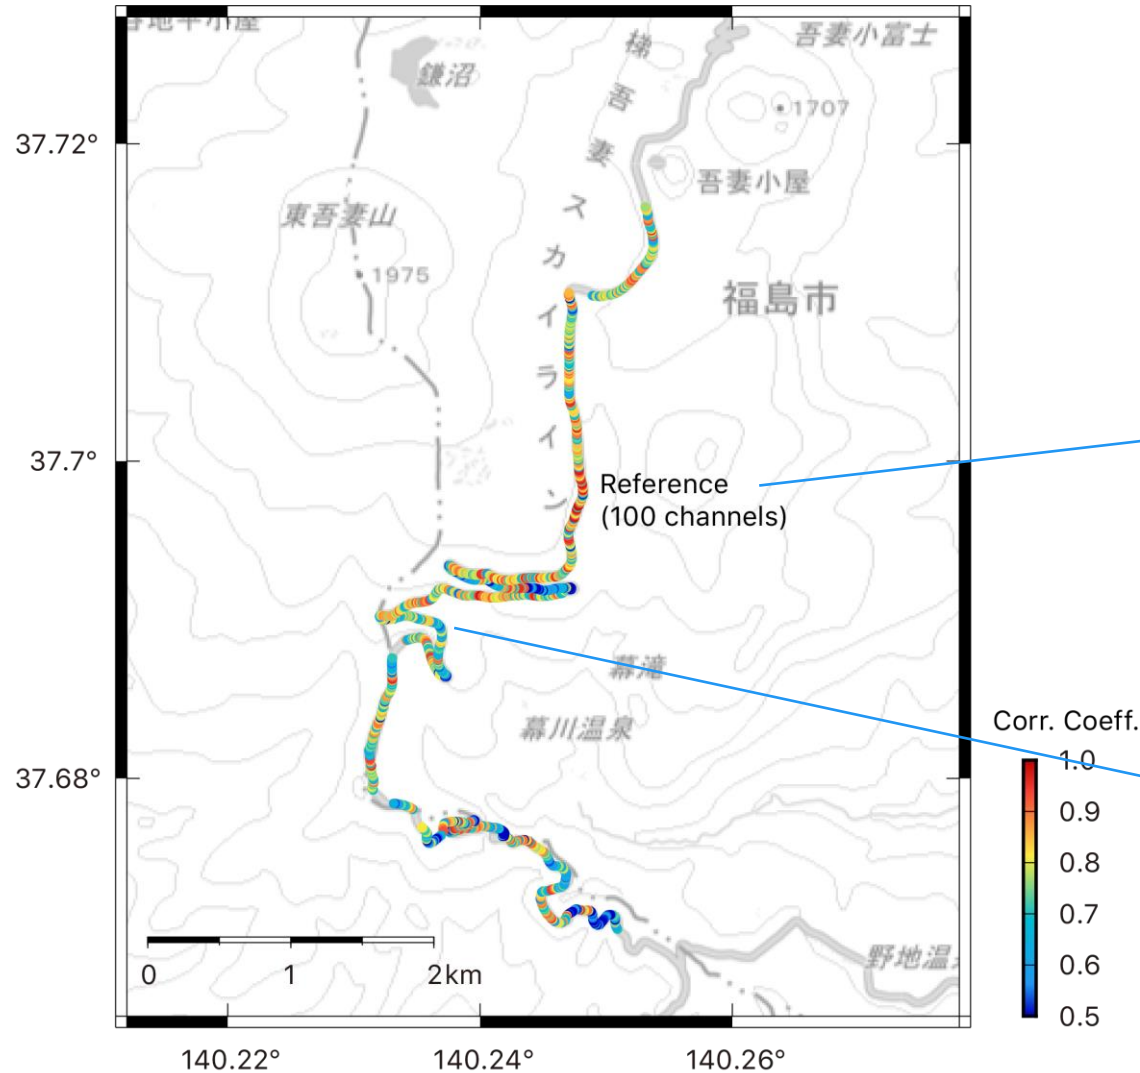 吾妻小富士
鎌沼
1707
37.72°
吾妻小屋
梯
吾
妻
ス
カ
イ
ラ
イ
ン
東吾妻山
1975
福島市
37.7°
Reference
(100 channels)
幕滝
幕川温泉
37.68°
Corr. Coeff.
1.0
0.9
0.8
0.7
0.6
0.5
野地温
0 1 2km
140.22° 140.24° 140.26°